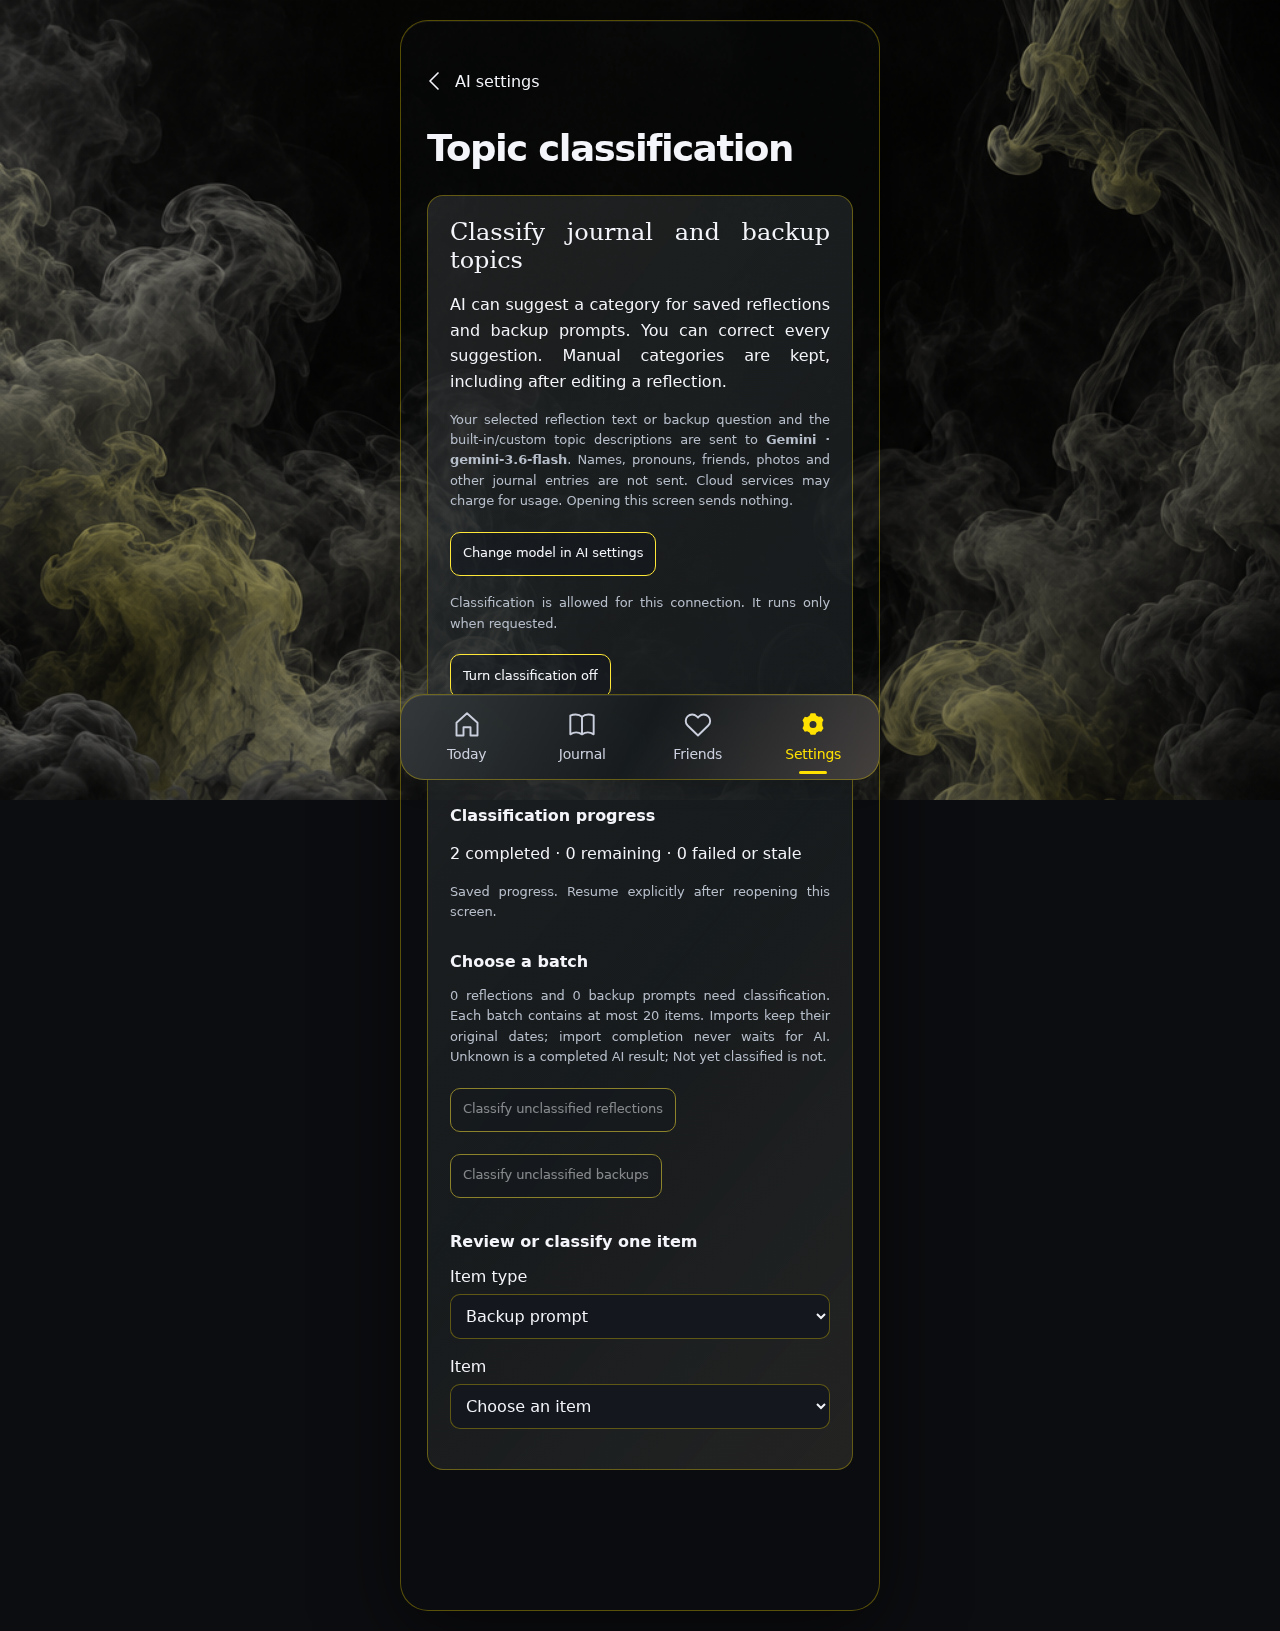 AI settings
Topic classification
Classify journal and backup
topics
AI can suggest a category for saved reflections
and backup prompts. You can correct every
suggestion. Manual categories are kept,
including after editing a reflection.
Your selected reflection text or backup question and the
built-in/custom topic descriptions are sent to Gemini ·
gemini-3.6-flash. Names, pronouns, friends, photos and
other journal entries are not sent. Cloud services may
charge for usage. Opening this screen sends nothing.
Change model in AI settings
Classification is allowed for this connection. It runs only
when requested.
Turn classification off
Today Journal Friends Settings
Classification progress
2 completed · 0 remaining · 0 failed or stale
Saved progress. Resume explicitly after reopening this
screen.
Choose a batch
0 reflections and 0 backup prompts need classification.
Each batch contains at most 20 items. Imports keep their
original dates; import completion never waits for AI.
Unknown is a completed AI result; Not yet classified is not.
Classify unclassified reflections
Classify unclassified backups
Review or classify one item
Item type
Backup prompt
Item
Choose an item